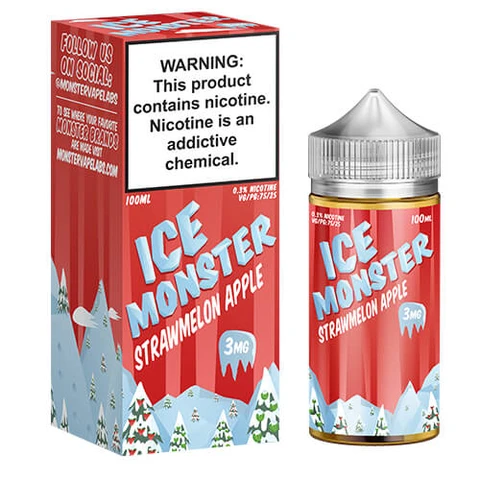 FOLLOW US
ON SOCIAL:
@MONSTERVAPELABS
TO SEE WHERE YOUR FAVORITE
MONSTER BRANDS
ARE MADE VISIT
MONSTERVAPELABS.COM
WARNING:
This product
contains nicotine.
Nicotine is an
addictive
chemical.
100ML
0.3% NICOTINE
VG/PG:75/25
ICE
MONSTER
STRAWMELON APPLE
3MG
0.3% NICOTINE
VG/PG:75/25
100ML
ICE
MONSTER
STRAWMELON APPLE
3MG